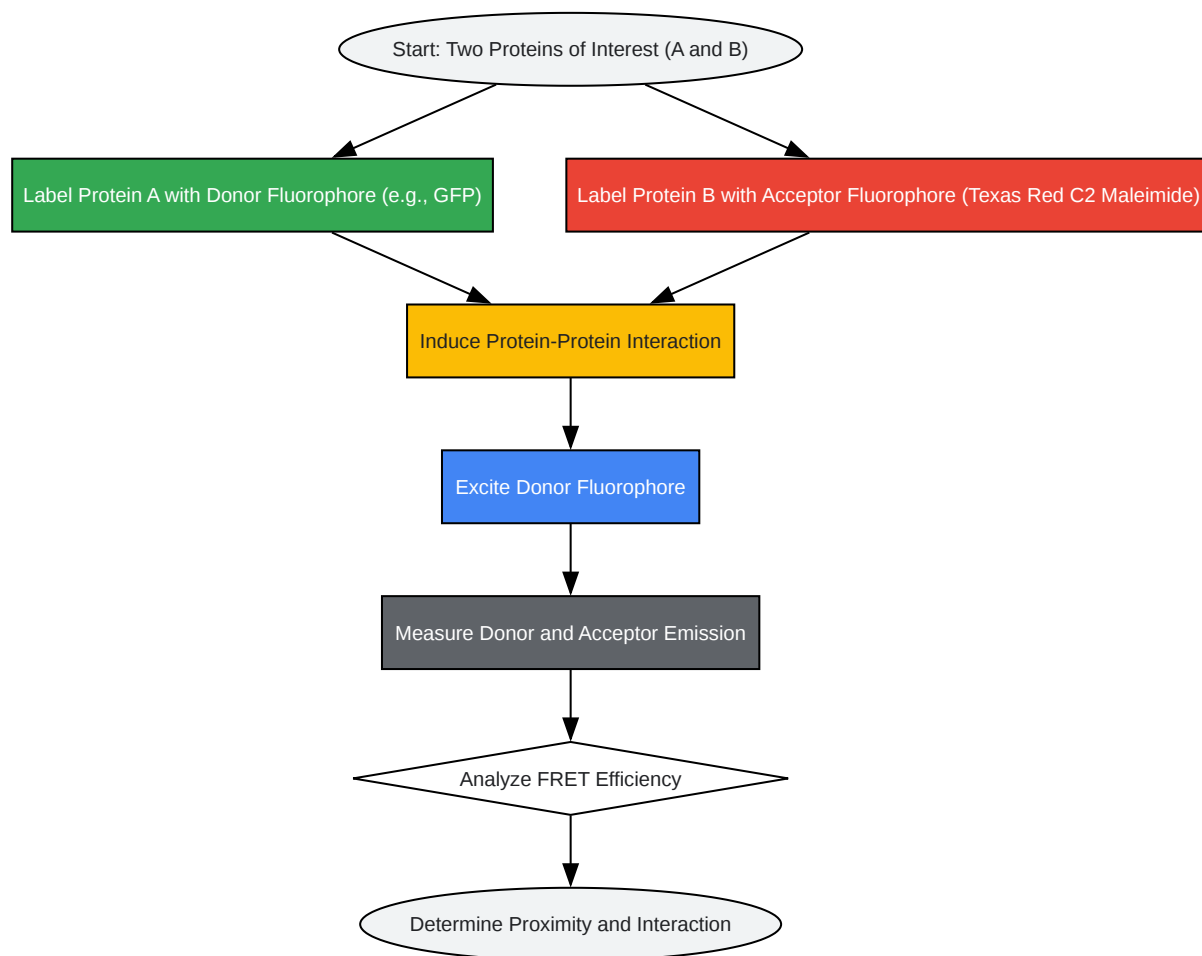 Start: Two Proteins of Interest (A and B)
Label Protein A with Donor Fluorophore (e.g., GFP)
Label Protein B with Acceptor Fluorophore (Texas Red C2 Maleimide)
Induce Protein-Protein Interaction
Excite Donor Fluorophore
Measure Donor and Acceptor Emission
Analyze FRET Efficiency
Determine Proximity and Interaction